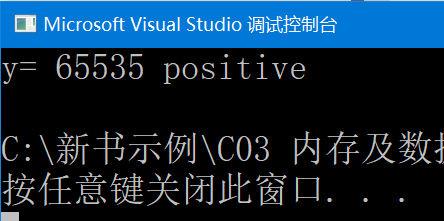 Microsoft Visual Studio 调试控制台
y= 65535 positive
C:\新书示例\C03 内存及数据
按任意键关闭此窗口. . .